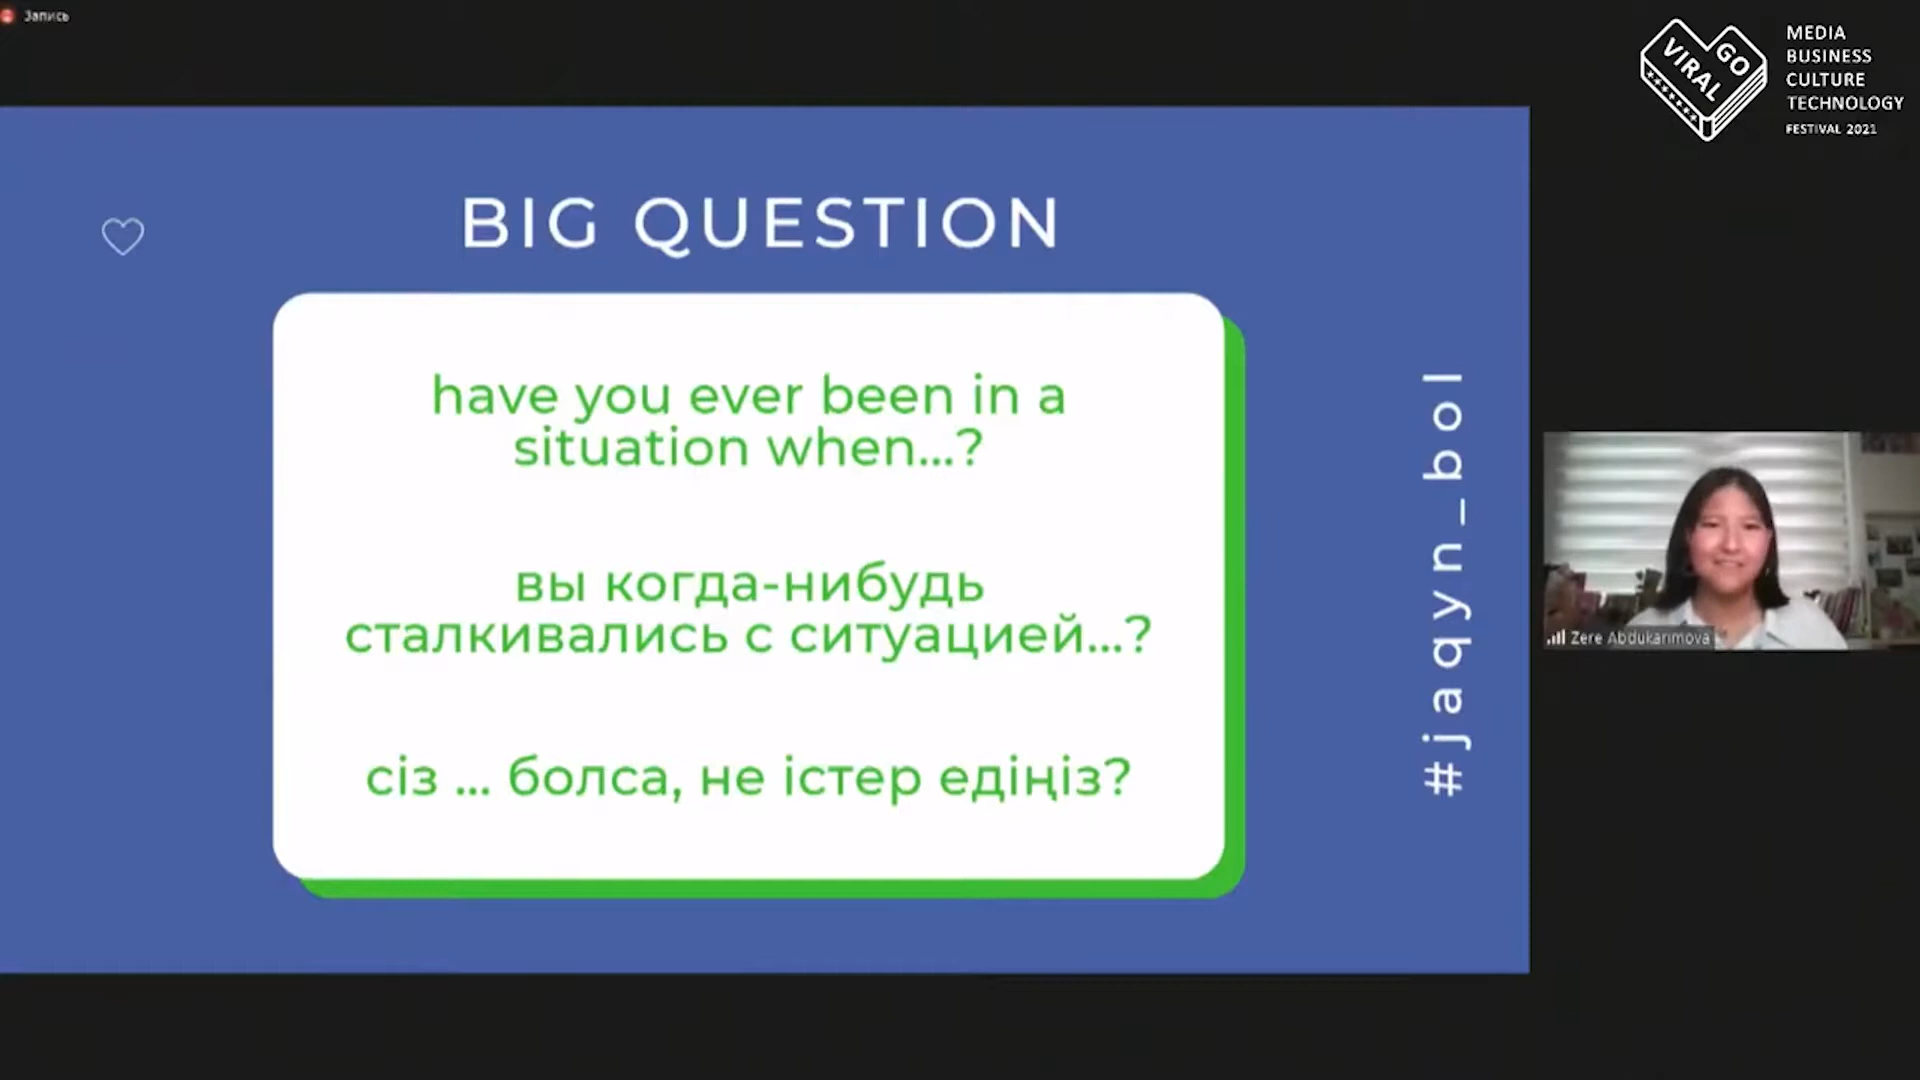 Запись
VIRAL GO
MEDIA
BUSINESS
CULTURE
TECHNOLOGY
FESTIVAL 2021
BIG QUESTION
have you ever been in a
situation when...?
вы когда-нибудь
сталкивались с ситуацией...?
сіз ... болса, не істер едіңіз?
#jaqyn_bol
Zere Abdukarimova